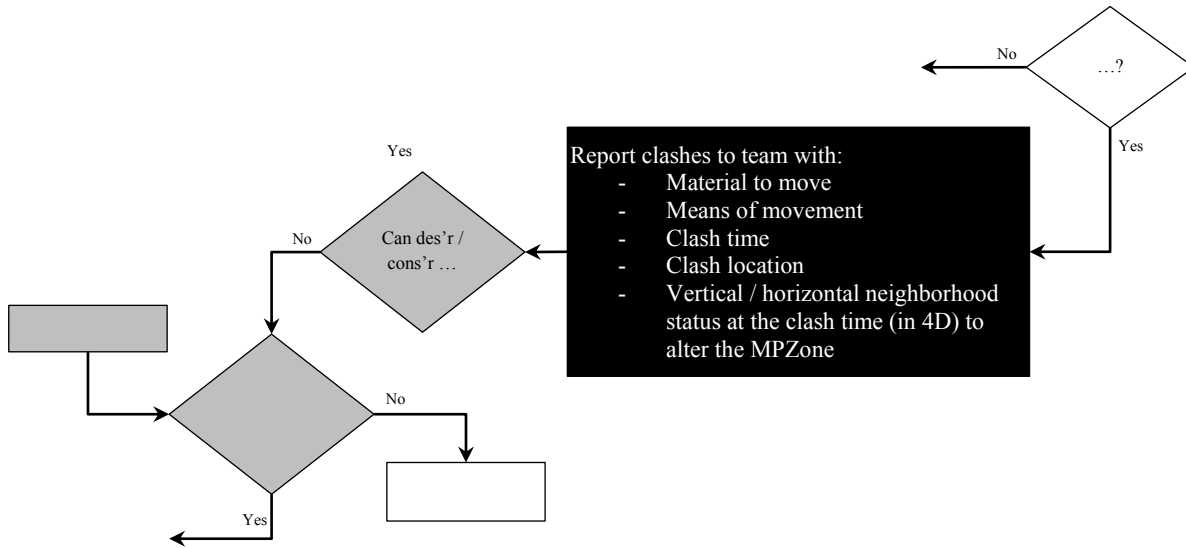 No
…?
Yes
Report clashes to team with:
- Material to move
- Means of movement
- Clash time
- Clash location
- Vertical / horizontal neighborhood
status at the clash time (in 4D) to
alter the MPZone
Yes
No
Can des’r /
cons’r …
No
Yes